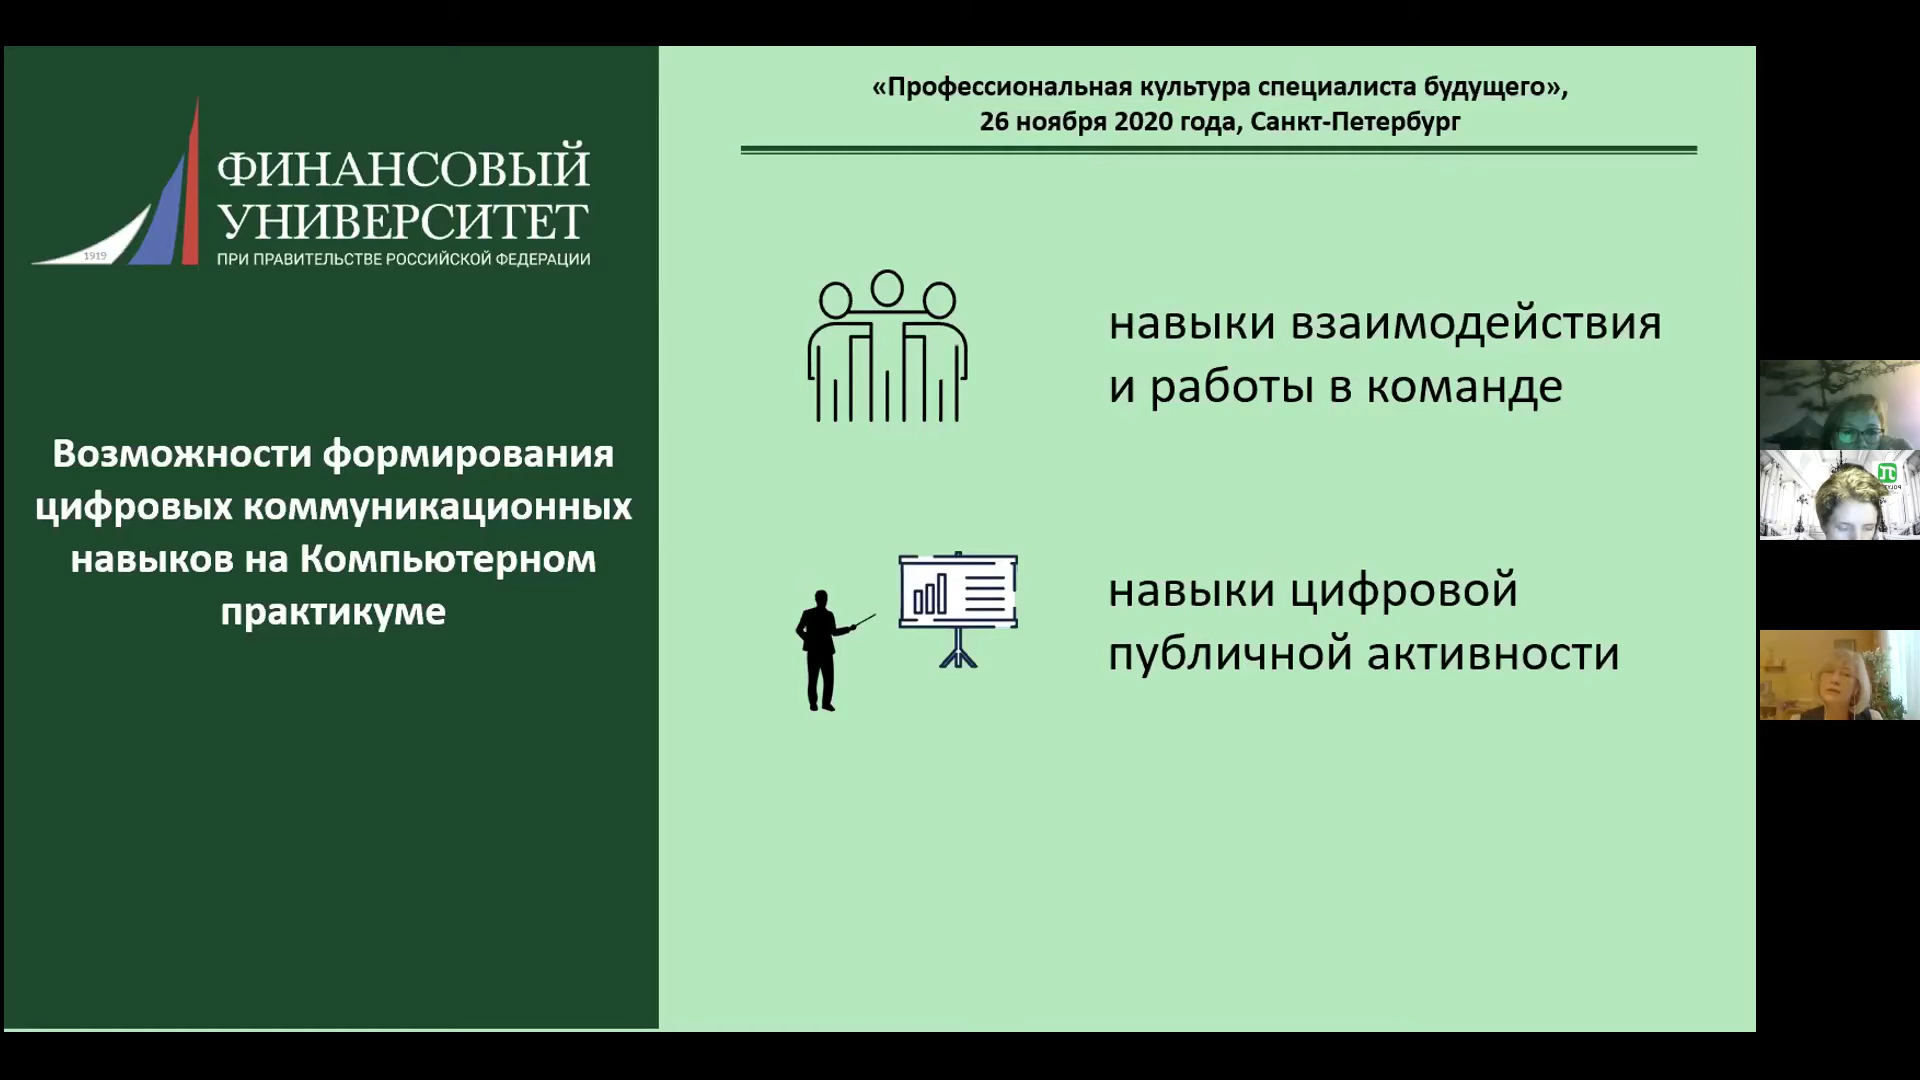 ФИНАНСОВЫЙ
УНИВЕРСИТЕТ
ПРИ ПРАВИТЕЛЬСТВЕ РОССИЙСКОЙ ФЕДЕРАЦИИ
1919
Возможности формирования
цифровых коммуникационных
навыков на Компьютерном
практикуме
«Профессиональная культура специалиста будущего»,
26 ноября 2020 года, Санкт-Петербург
навыки взаимодействия
и работы в команде
навыки цифровой
публичной активности